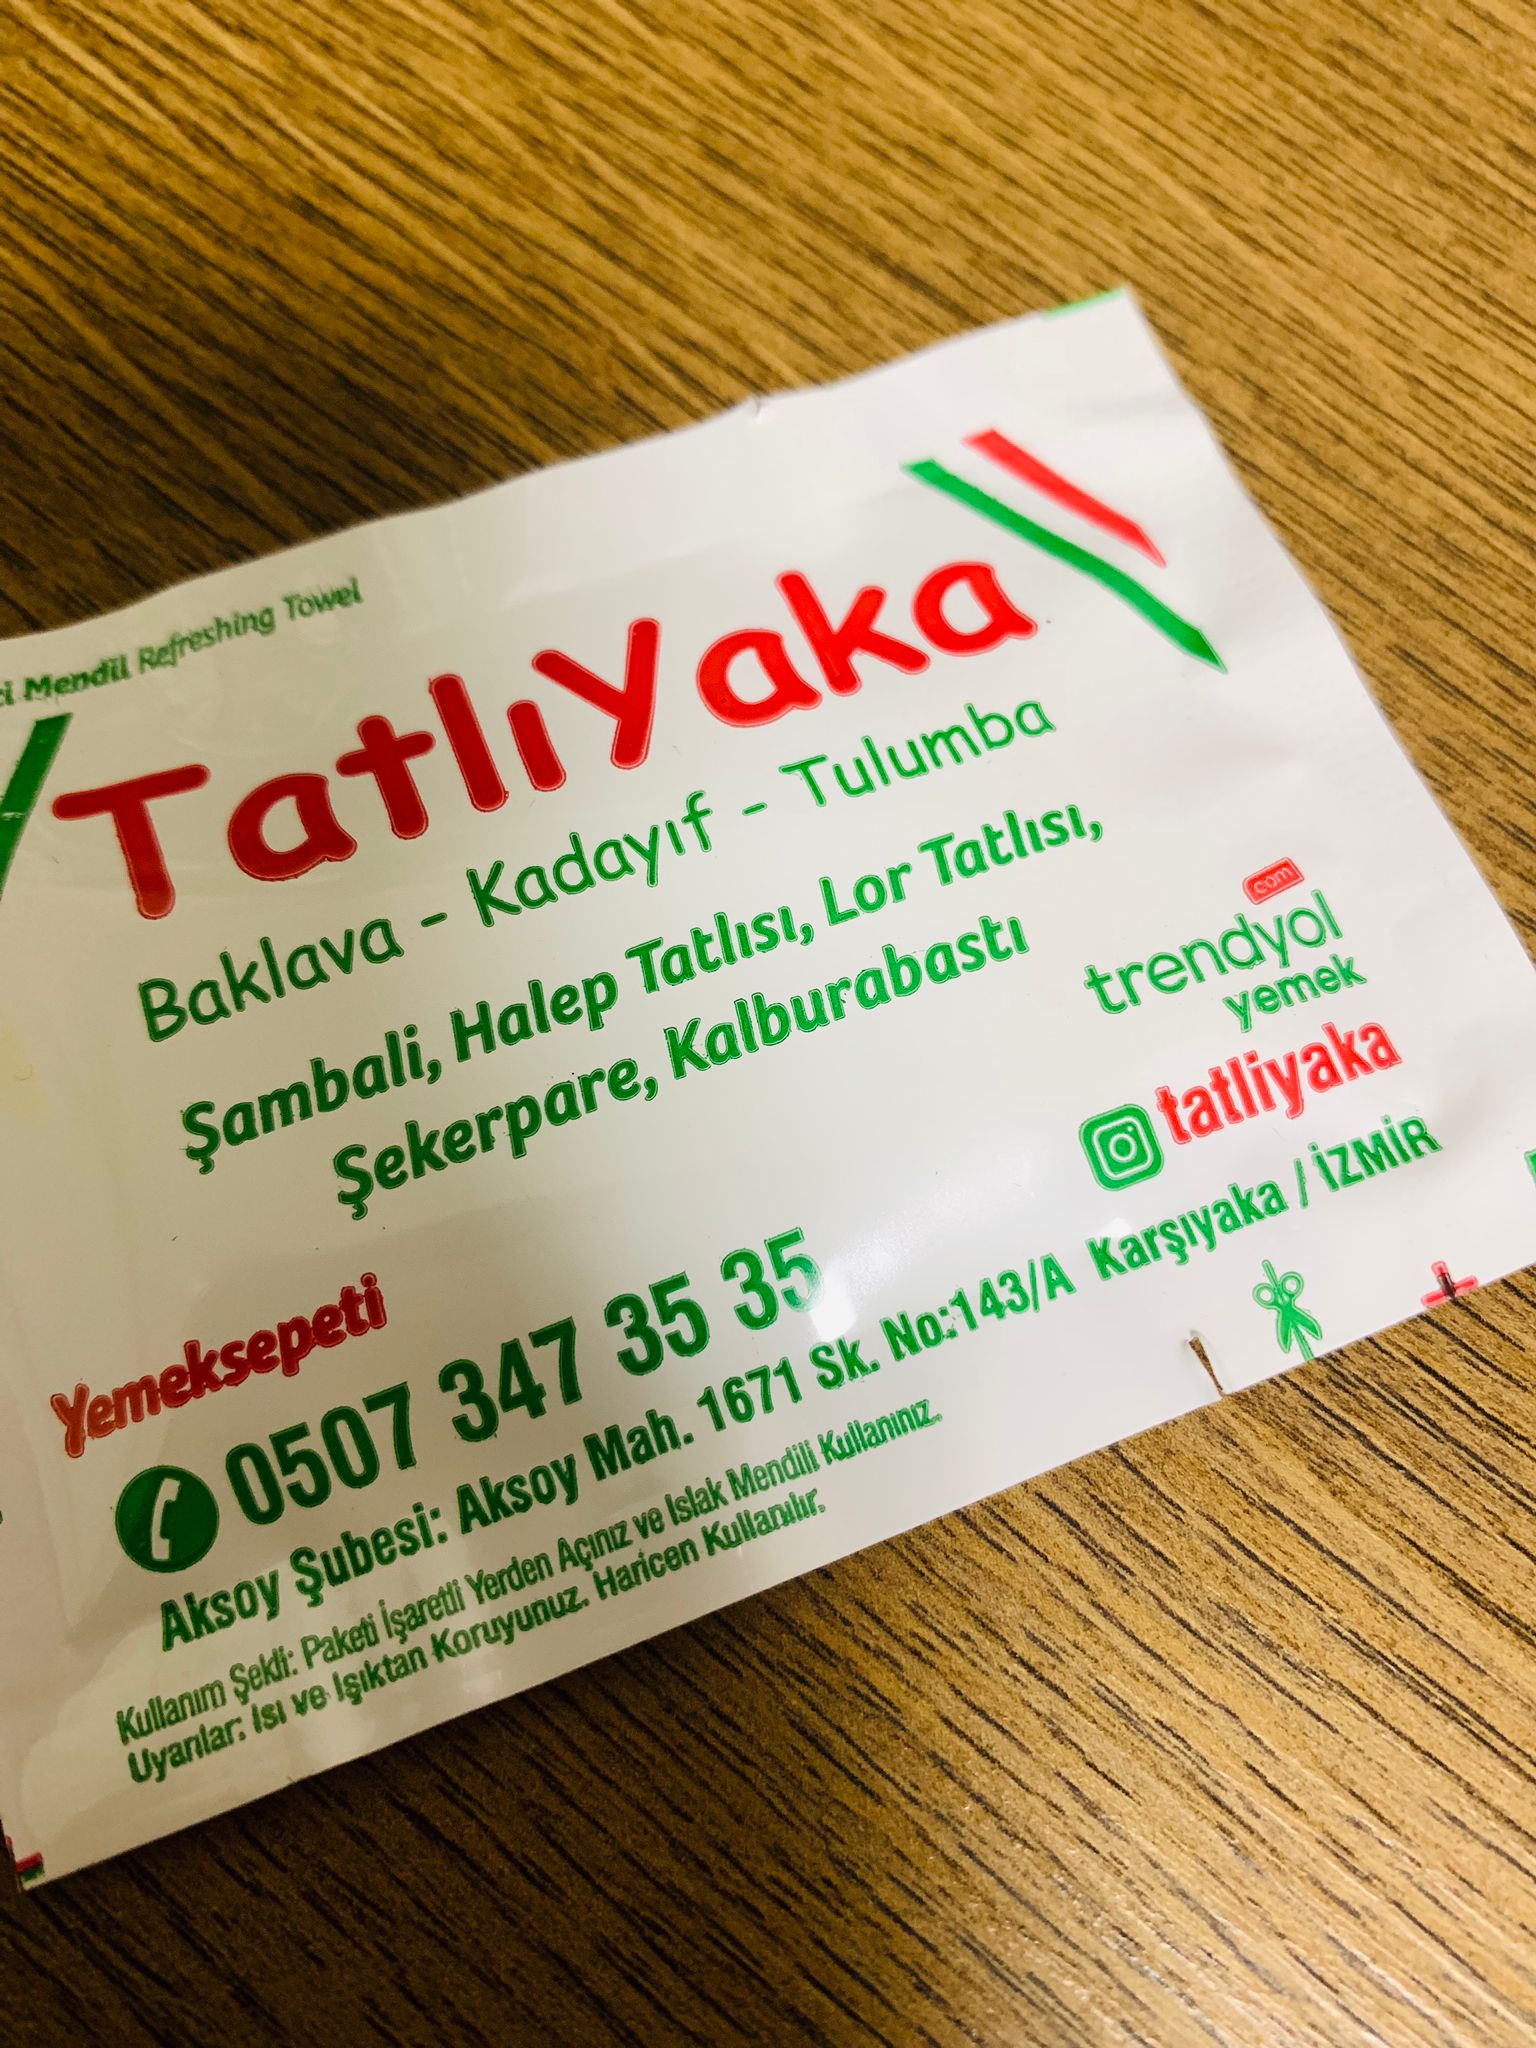 Mendil Refreshing Towel
TatlıYaka
Baklava - Kadayıf - Tulumba
Şambali, Halep Tatlısı, Lor Tatlısı,
Şekerpare, Kalburabastı
com
trendyol
yemek
tatliyaka
Yemeksepeti
0507 347 35 35
Aksoy Şubesi: Aksoy Mah. 1671 Sk. No:143/A Karşıyaka / İZMİR
Kullanım Şekli: Paketi İşaretli Yerden Açınız ve Islak Mendili Kullanınız.
Uyarılar: Isı ve Işıktan Koruyunuz. Haricen Kullanılır.